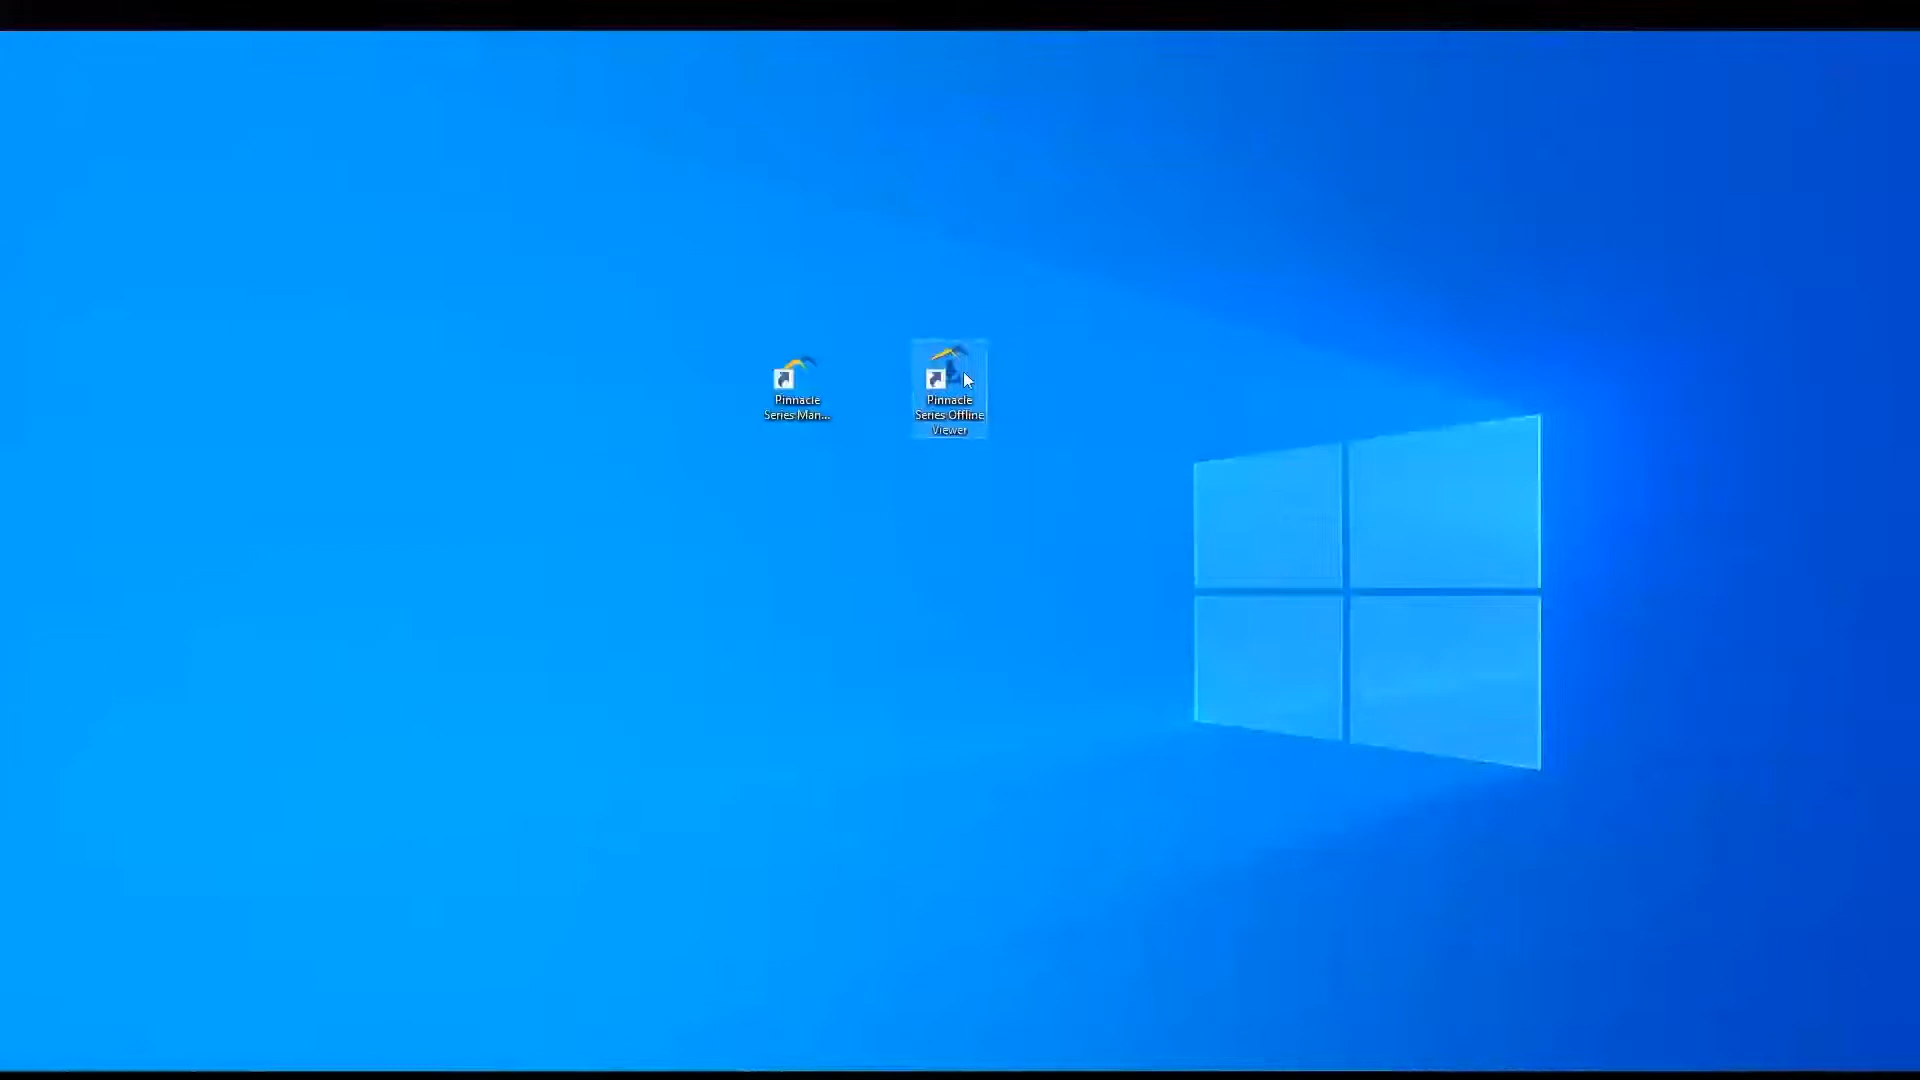 Pinnacle
Series Man...
Pinnacle
Series Offline
Viewer